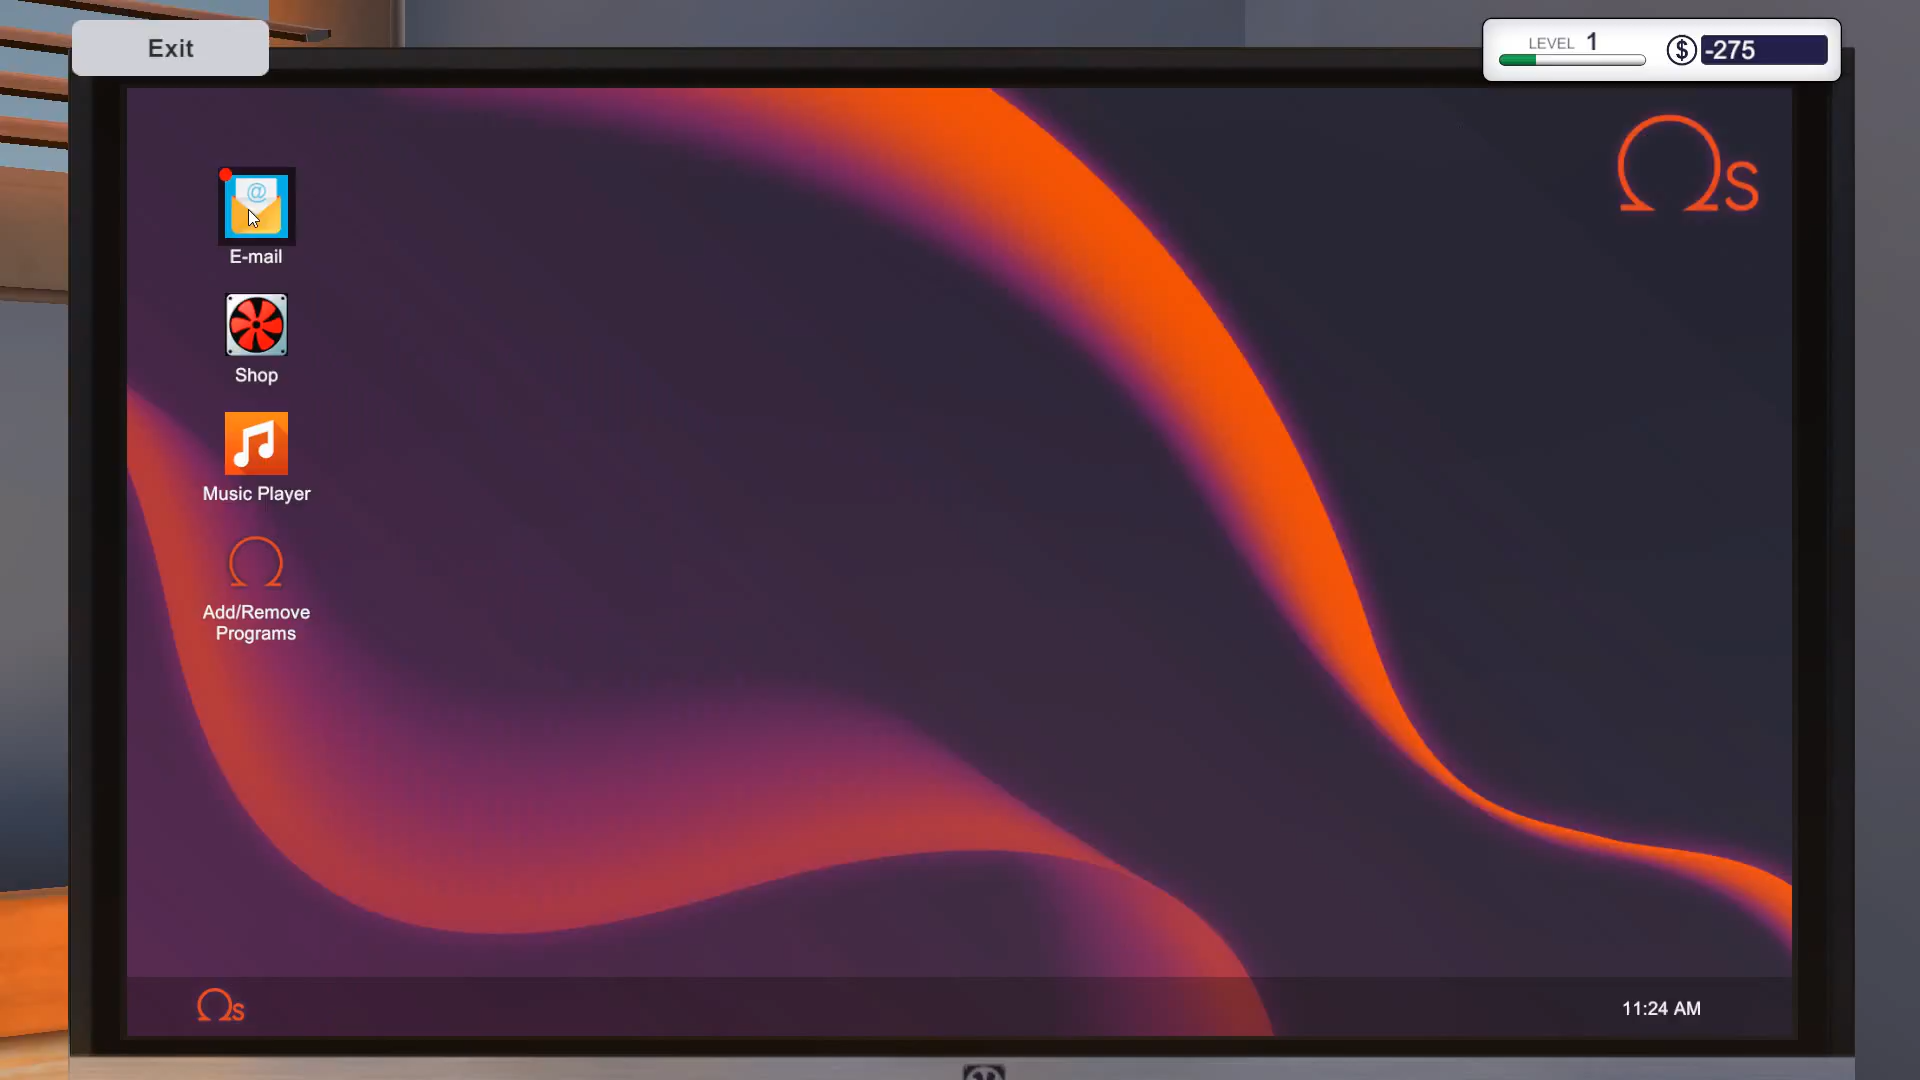 Exit
LEVEL 1
$ -275
Ωs
@
E-mail
Shop
Music Player
Add/Remove
Programs
Ωs
11:24 AM